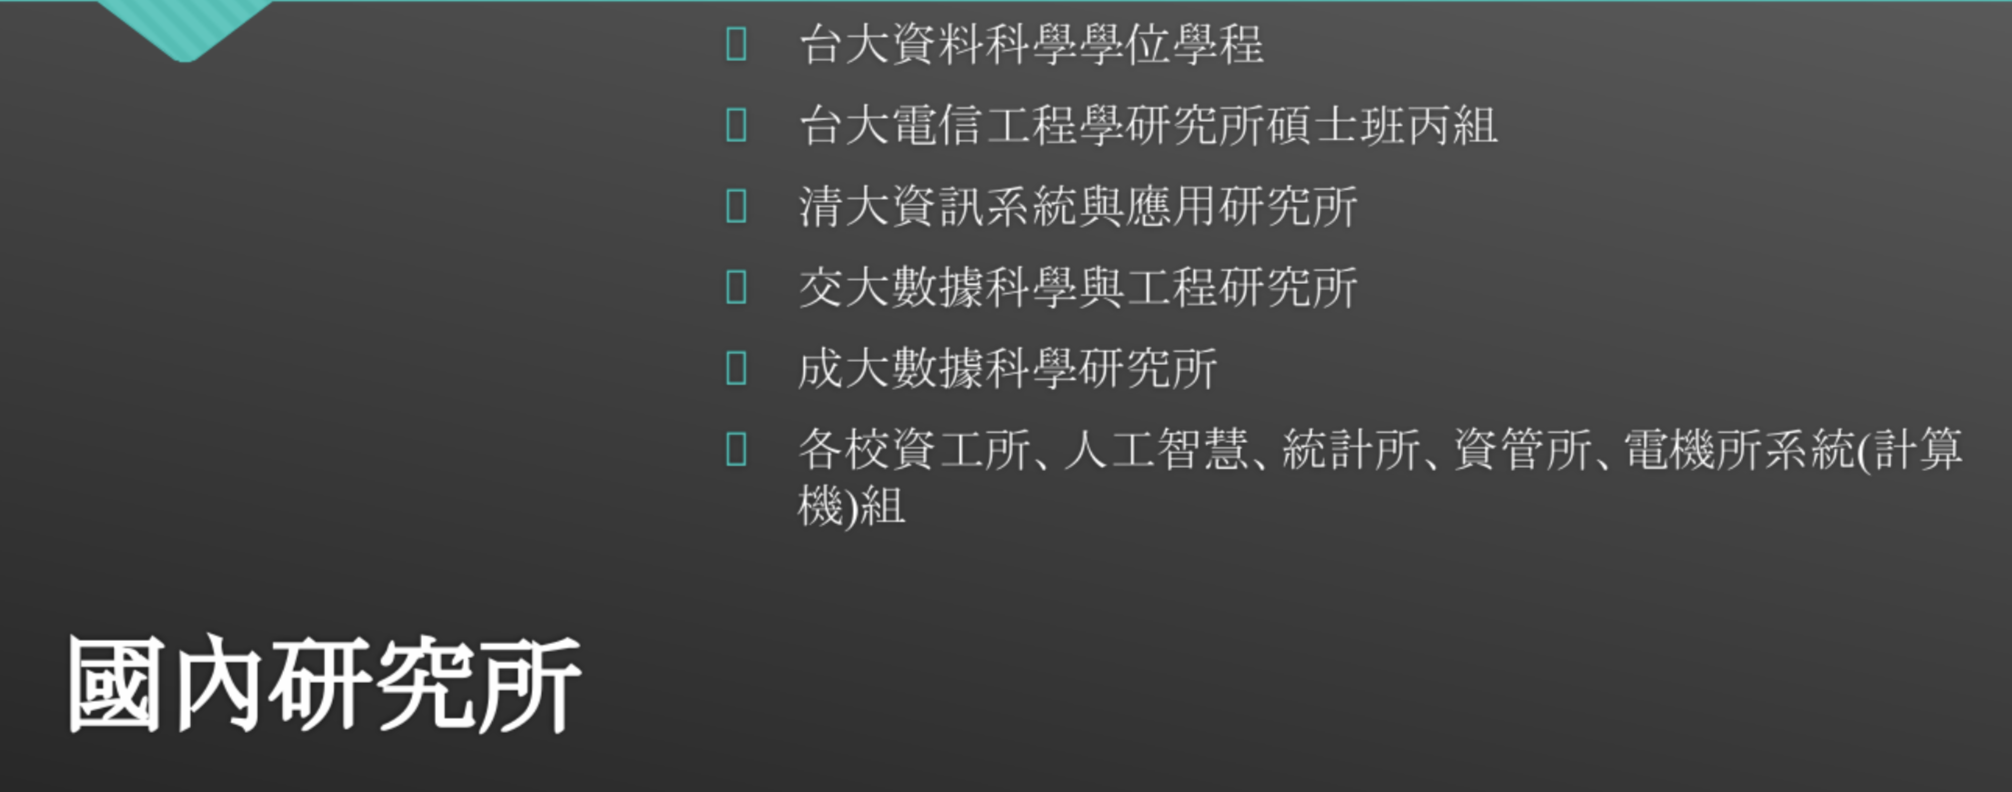 台大資料科學學位學程
台大電信工程學研究所碩士班丙組
清大資訊系統與應用研究所
交大數據科學與工程研究所
成大數據科學研究所
各校資工所、人工智慧、統計所、資管所、電機所系統(計算
機)組
國內研究所